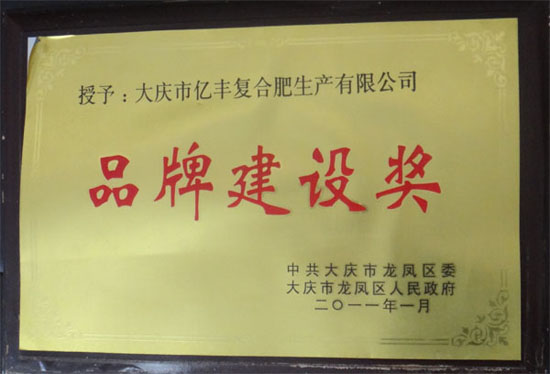 授予：大庆市亿丰复合肥生产有限公司
品牌建设奖
中共大庆市龙凤区委
大庆市龙凤区人民政府
二〇一一年一月